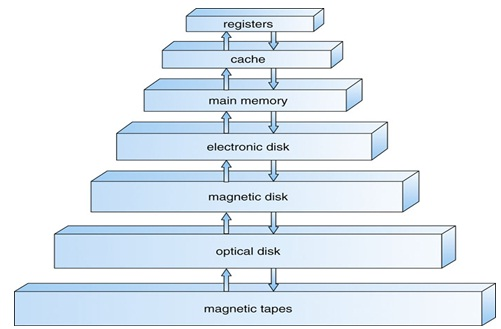 registers
cache
main memory
electronic disk
magnetic disk
optical disk
magnetic tapes